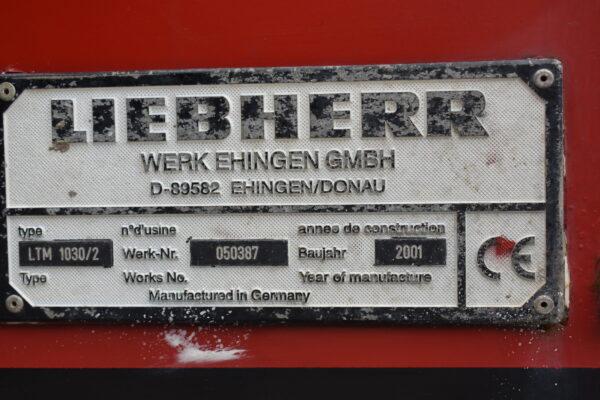 LIEBHERR
WERK EHINGEN GMBH
D-89582 EHINGEN/DONAU
type n°d'usine annee de construction
LTM 1030/2 Werk-Nr. 050387 Baujahr 2001 CE
Type Works No. Year of manufacture
Manufactured in Germany